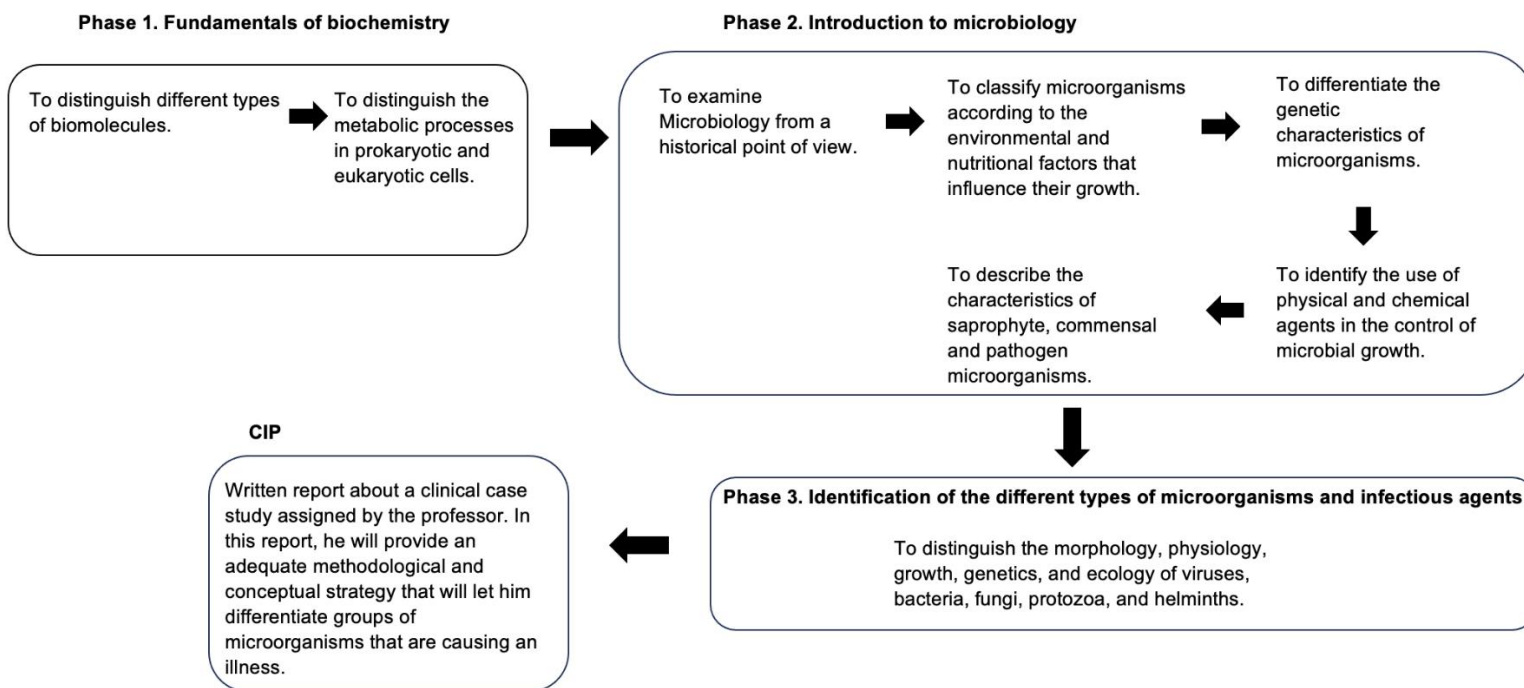 Phase 1. Fundamentals of biochemistry
To distinguish different types
of biomolecules.
To distinguish the
metabolic processes
in prokaryotic and
eukaryotic cells.
Phase 2. Introduction to microbiology
To examine
Microbiology from a
historical point of view.
To classify microorganisms
according to the
environmental and
nutritional factors that
influence their growth.
To differentiate the
genetic
characteristics of
microorganisms.
To identify the use of
physical and chemical
agents in the control of
microbial growth.
To describe the
characteristics of
saprophyte, commensal
and pathogen
microorganisms.
Phase 3. Identification of the different types of microorganisms and infectious agents
To distinguish the morphology, physiology,
growth, genetics, and ecology of viruses,
bacteria, fungi, protozoa, and helminths.
CIP
Written report about a clinical case
study assigned by the professor. In
this report, he will provide an
adequate methodological and
conceptual strategy that will let him
differentiate groups of
microorganisms that are causing an
illness.